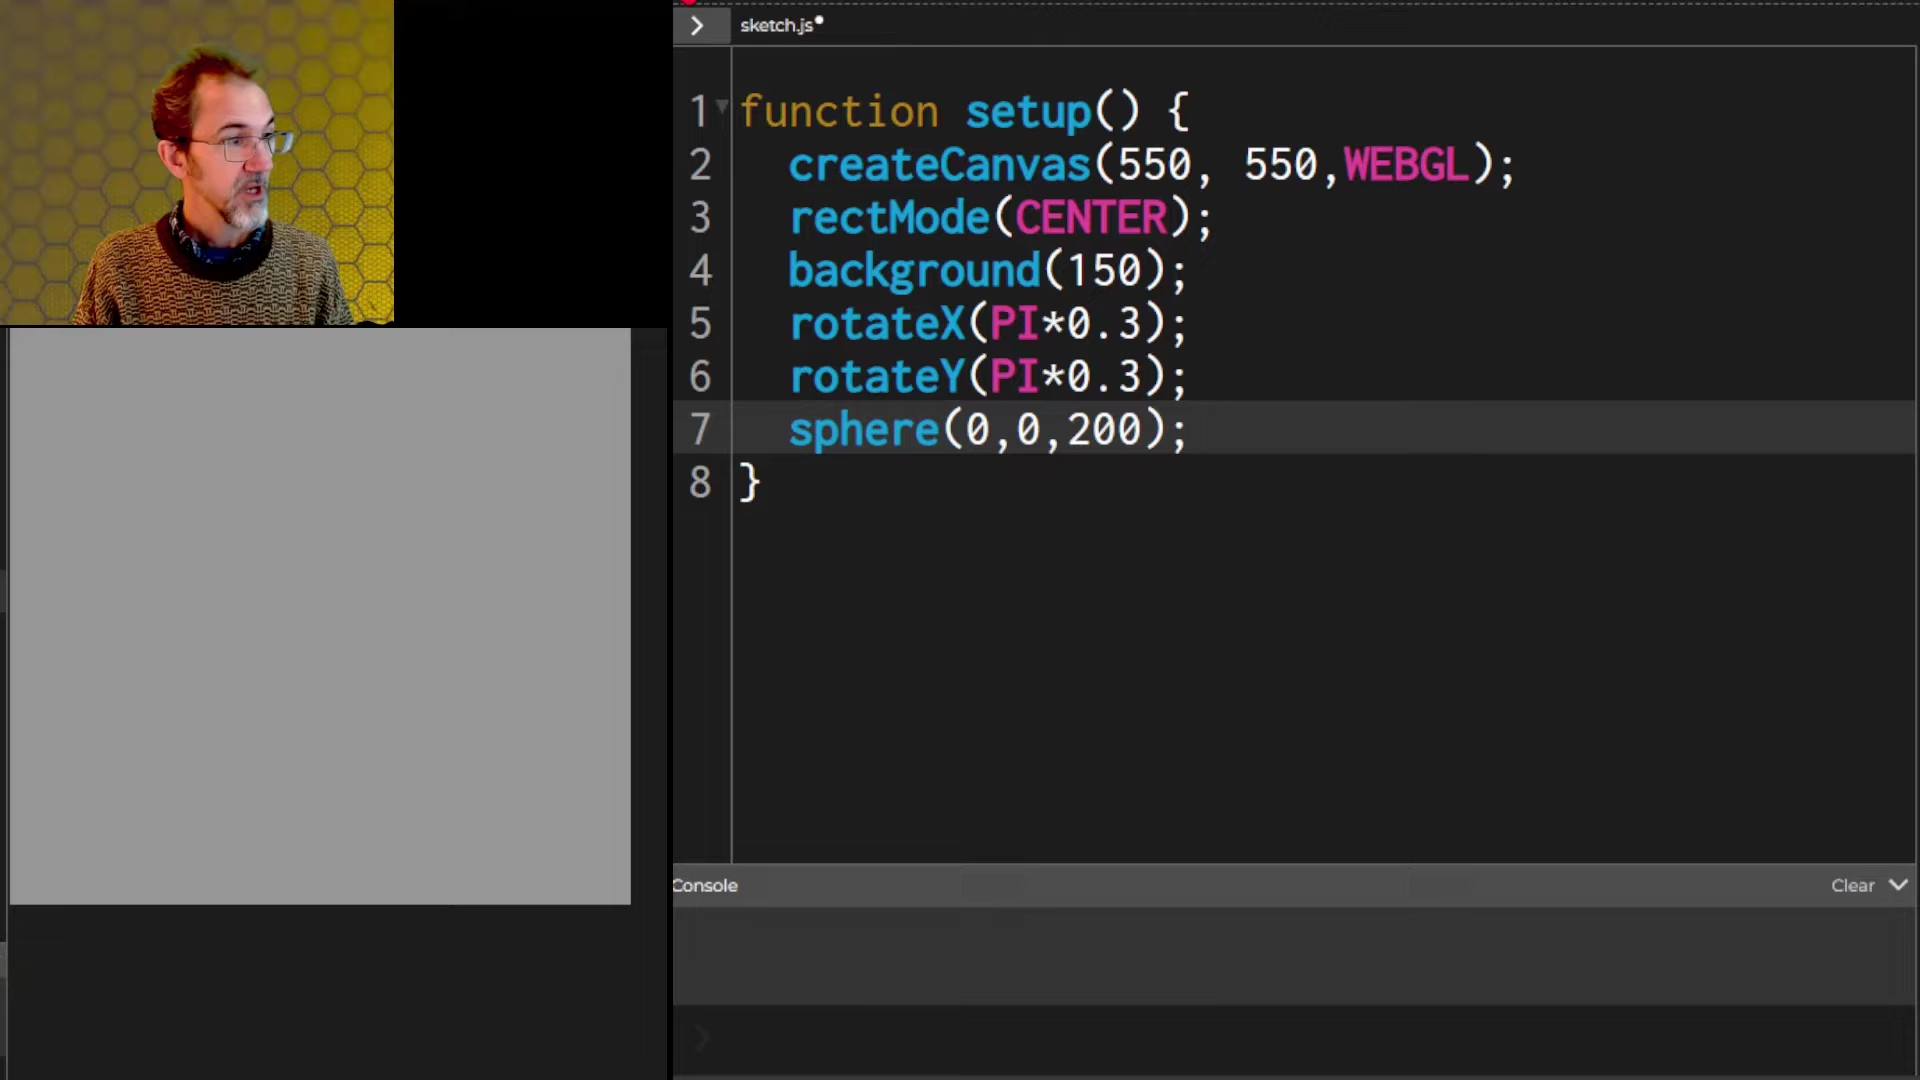 sketch.js
1 function setup() {
2 createCanvas(550, 550,WEBGL);
3 rectMode(CENTER);
4 background(150);
5 rotateX(PI*0.3);
6 rotateY(PI*0.3);
7 sphere(0,0,200);
8 }
Console Clear